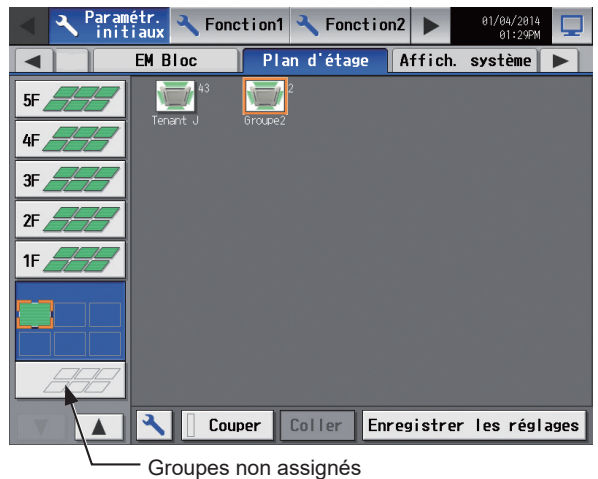 Paramétr.
initiaux
Fonction1
Fonction2
01/04/2014
01:29PM
EM Bloc
Plan d'étage
Affich. système
5F
4F
3F
2F
1F
43
Tenant J
2
Groupe2
Couper
Coller
Enregistrer les réglages
Groupes non assignés